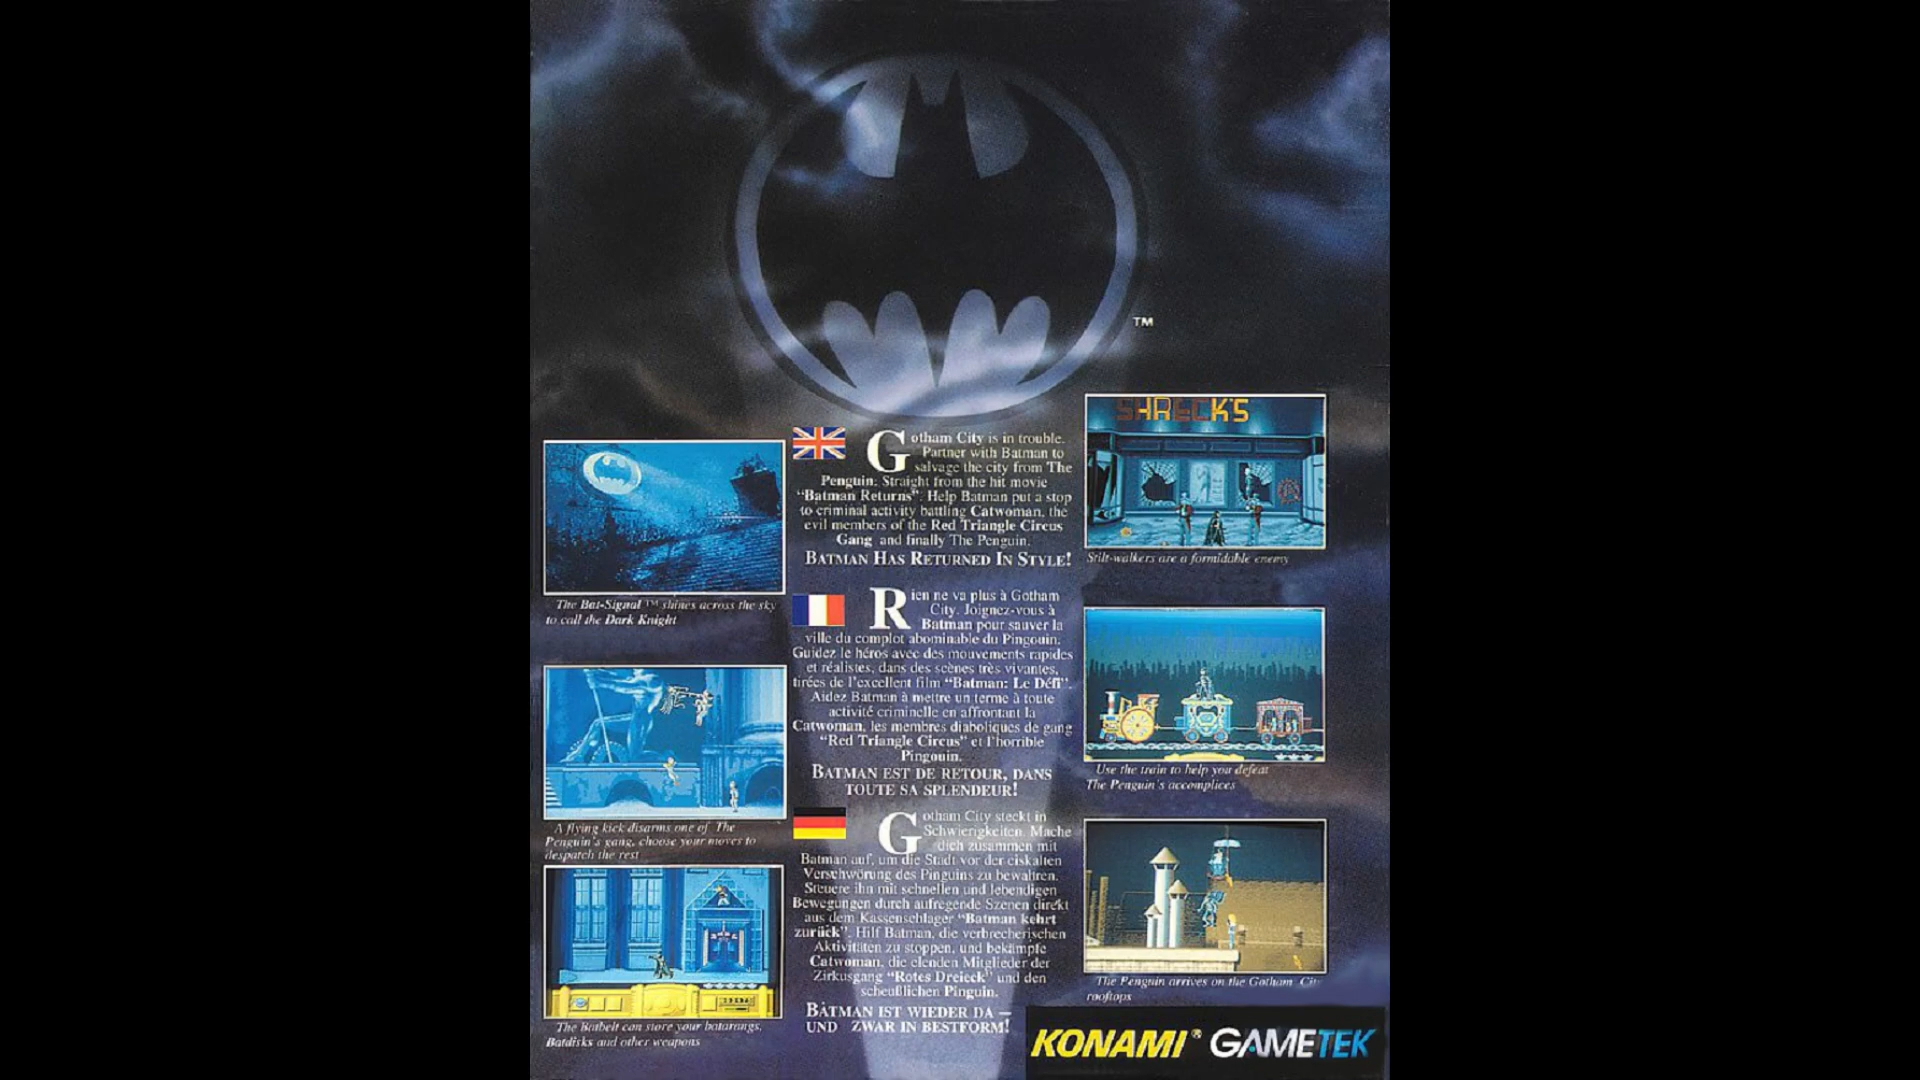 TM
Gotham City is in trouble.
Partner with Batman to
salvage the city from The
Penguin. Straight from the hit movie
“Batman Returns”. Help Batman put a stop
to criminal activity battling Catwoman, the
evil members of the Red Triangle Circus
Gang and finally The Penguin.
BATMAN HAS RETURNED IN STYLE!
Rien ne va plus à Gotham
City. Joignez-vous à
Batman pour sauver la
ville du complot abominable du Pingouin.
Guidez le héros avec des mouvements rapides
et réalistes, dans des scènes très vivantes,
tirées de l'excellent film “Batman: Le Défi”.
Aidez Batman à mettre un terme à toute
activité criminelle en affrontant la
Catwoman, les membres diaboliques de gang
“Red Triangle Circus” et l'horrible
Pingouin.
BATMAN EST DE RETOUR, DANS
TOUTE SA SPLENDEUR!
Gotham City steckt in
Schwierigkeiten. Mache
dich zusammen mit
Batman auf, um die Stadt vor der eiskalten
Verschwörung des Pinguins zu bewahren.
Steuere ihn mit schnellen und lebendigen
Bewegungen durch aufregende Szenen direkt
aus dem Kassenschlager “Batman kehrt
zurück”. Hilf Batman, die verbrecherischen
Aktivitäten zu stoppen, und bekämpfe
Catwoman, die elenden Mitglieder der
Zirkusgang “Rotes Dreieck” und den
scheußlichen Pinguin.
BATMAN IST WIEDER DA –
UND ZWAR IN BESTFORM!
The Bat-Signal TM shines across the sky
to call the Dark Knight
A flying kick disarms one of The
Penguin's gang, choose your moves to
despatch the rest
The Batbelt can store your batarangs,
Batdisks and other weapons
SHRECK'S
Stilt-walkers are a formidable enemy
Use the train to help you defeat
The Penguin's accomplices
The Penguin arrives on the Gotham Cit
rooftops
KONAMI® GAMETEK